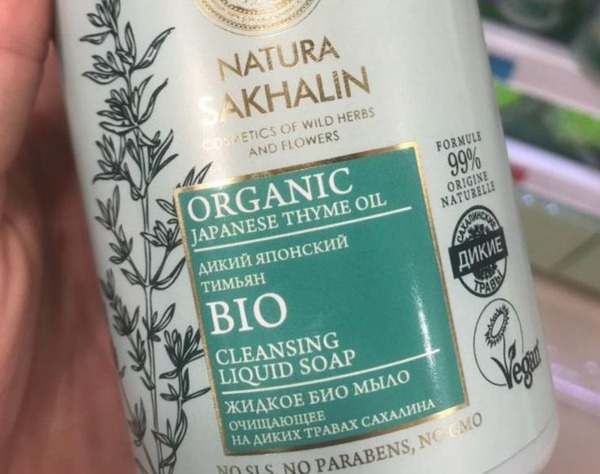 NATURA
SAKHALIN
COSMETICS OF WILD HERBS
AND FLOWERS
ORGANIC
JAPANESE THYME OIL
ДИКИЙ ЯПОНСКИЙ
ТИМЬЯН
BIO
CLEANSING
LIQUID SOAP
ЖИДКОЕ БИО МЫЛО
ОЧИЩАЮЩЕЕ
НА ДИКИХ ТРАВАХ САХАЛИНА
NO SLS, NO PARABENS, NO GMO
FORMULE
99%
ORIGINE
NATURELLE
САХАЛИНСКИЕ
ДИКИЕ
ТРАВЫ
Vegan